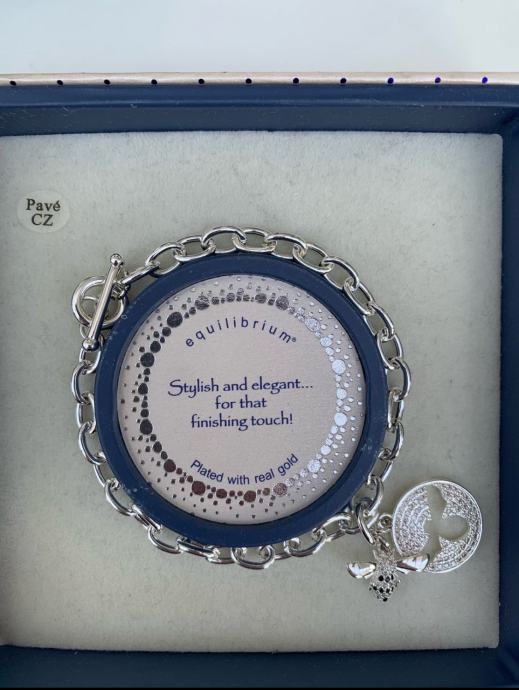 Pavé
CZ
equilibrium®
Stylish and elegant...
for that
finishing touch!
Plated with real gold